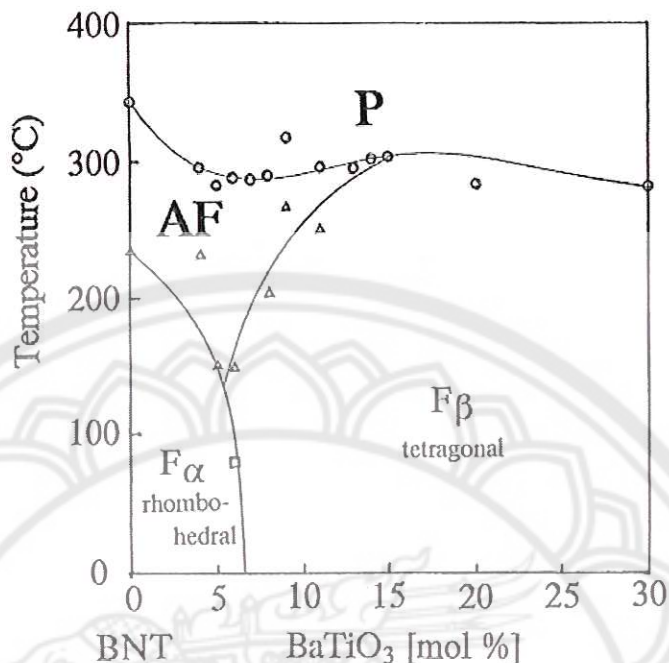 400
P
300
AF
200
Temperature (°C)
Fβ
tetragonal
100
Fα
rhombo-
hedral
0
0 5 10 15 20 25 30
BNT BaTiO₃ [mol %]